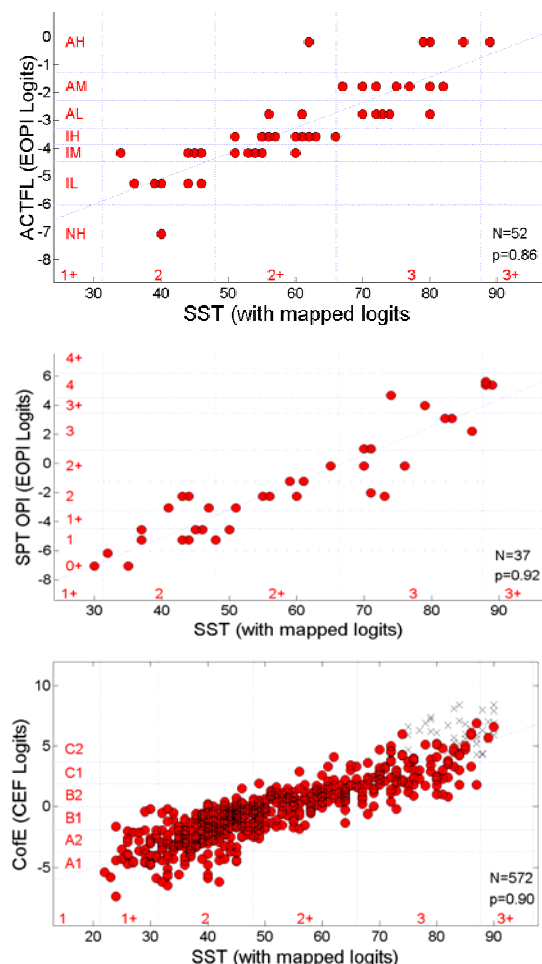 0 AH
-1
AM
-2
AL
-3
IH
-4 IM
-5 IL
-6
-7 NH
-8
ACTFL (EOPI Logits)
N=52
p=0.86
1+ 2 2+ 3 3+
30 40 50 60 70 80 90
SST (with mapped logits
4+
6 4
4 3+
3
2
0 2+
-2 2
-4 1+
1
-6
0+
-8
SPT OPI (EOPI Logits)
N=37
p=0.92
1+ 2 2+ 3 3+
30 40 50 60 70 80 90
SST (with mapped logits)
10
5 C2
C1
B2
0
B1
A2
-5 A1
CofE (CEF Logits)
N=572
p=0.90
1 1+ 2 2+ 3 3+
20 30 40 50 60 70 80 90
SST (with mapped logits)